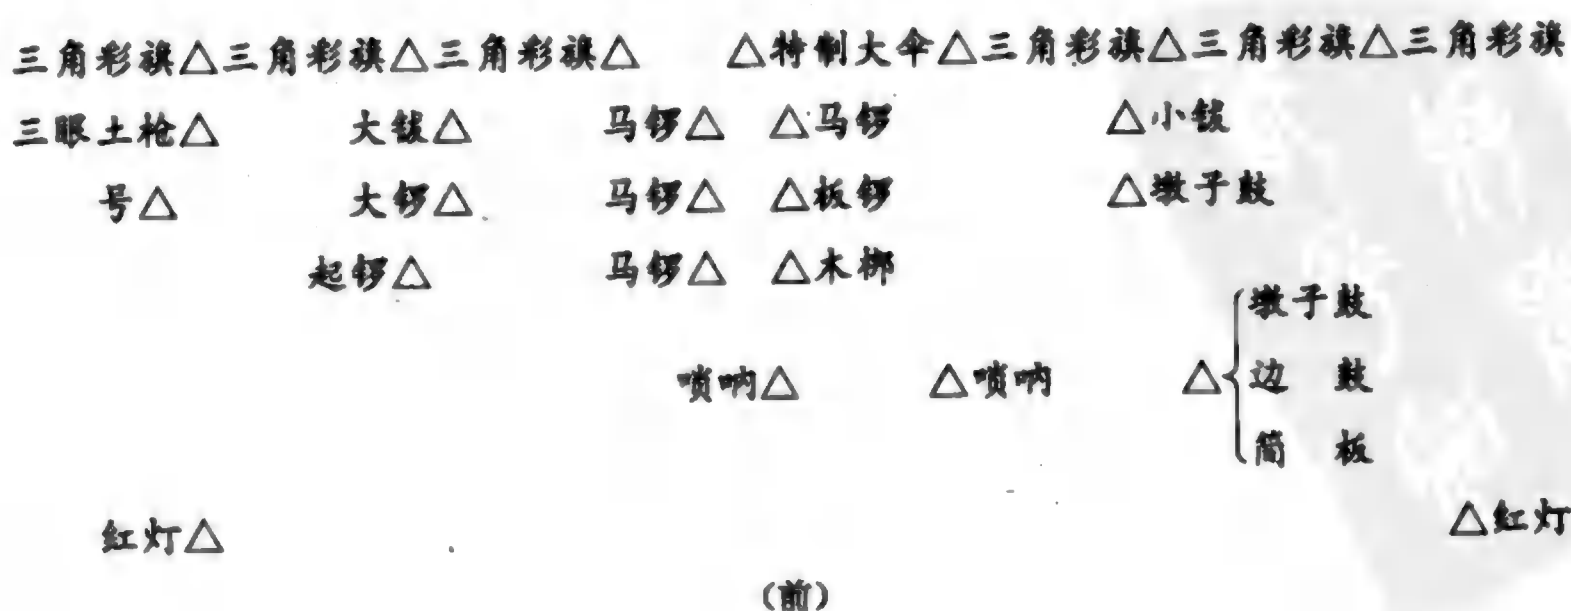 三角彩旗△三角彩旗△三角彩旗△ △特制大伞△三角彩旗△三角彩旗△三角彩旗
三眼土枪△ 大钹△ 马锣△ △马锣 △小钹
号△ 大锣△ 马锣△ △板锣 △墩子鼓
起锣△ 马锣△ △木梆
墩子鼓
唢呐△ △唢呐 △ 边鼓
简板
红灯△ △红灯
(前)